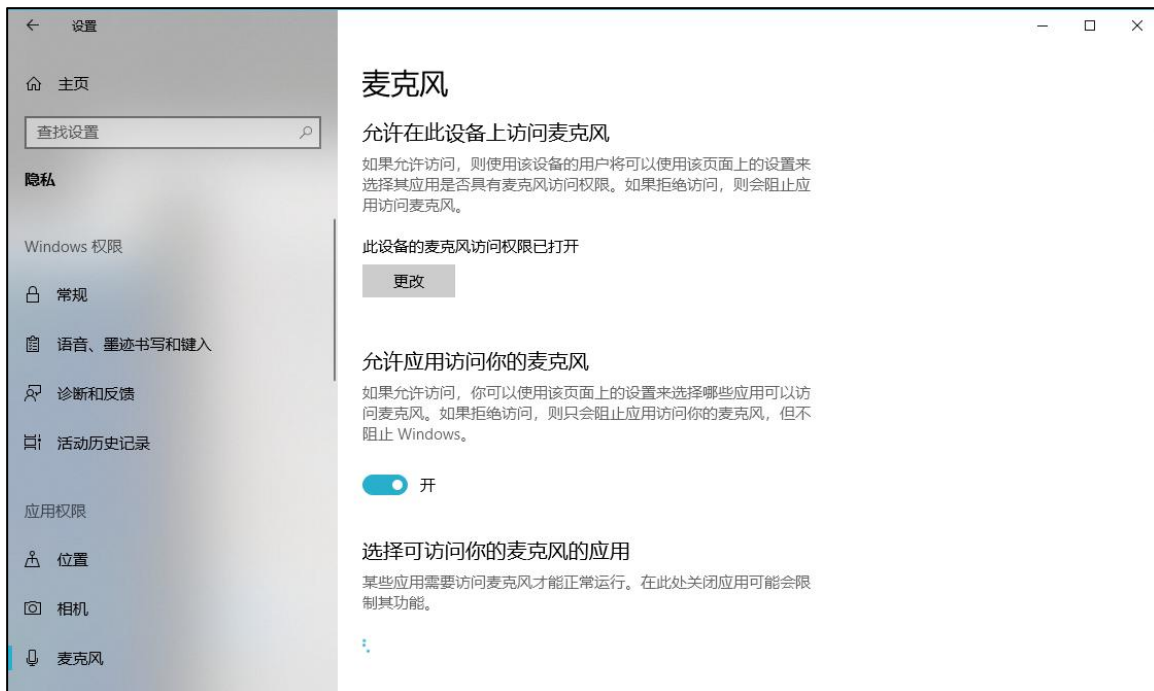 设置
主页
查找设置
隐私
Windows 权限
常规
语音、墨迹书写和键入
诊断和反馈
活动历史记录
应用权限
位置
相机
麦克风
麦克风
允许在此设备上访问麦克风
如果允许访问，则使用该设备的用户将可以使用该页面上的设置来
选择其应用是否具有麦克风访问权限。如果拒绝访问，则会阻止应
用访问麦克风。
此设备的麦克风访问权限已打开
更改
允许应用访问你的麦克风
如果允许访问，你可以使用该页面上的设置来选择哪些应用可以访
问麦克风。如果拒绝访问，则只会阻止应用访问你的麦克风，但不
阻止 Windows。
开
选择可访问你的麦克风的应用
某些应用需要访问麦克风才能正常运行。在此处关闭应用可能会限
制其功能。